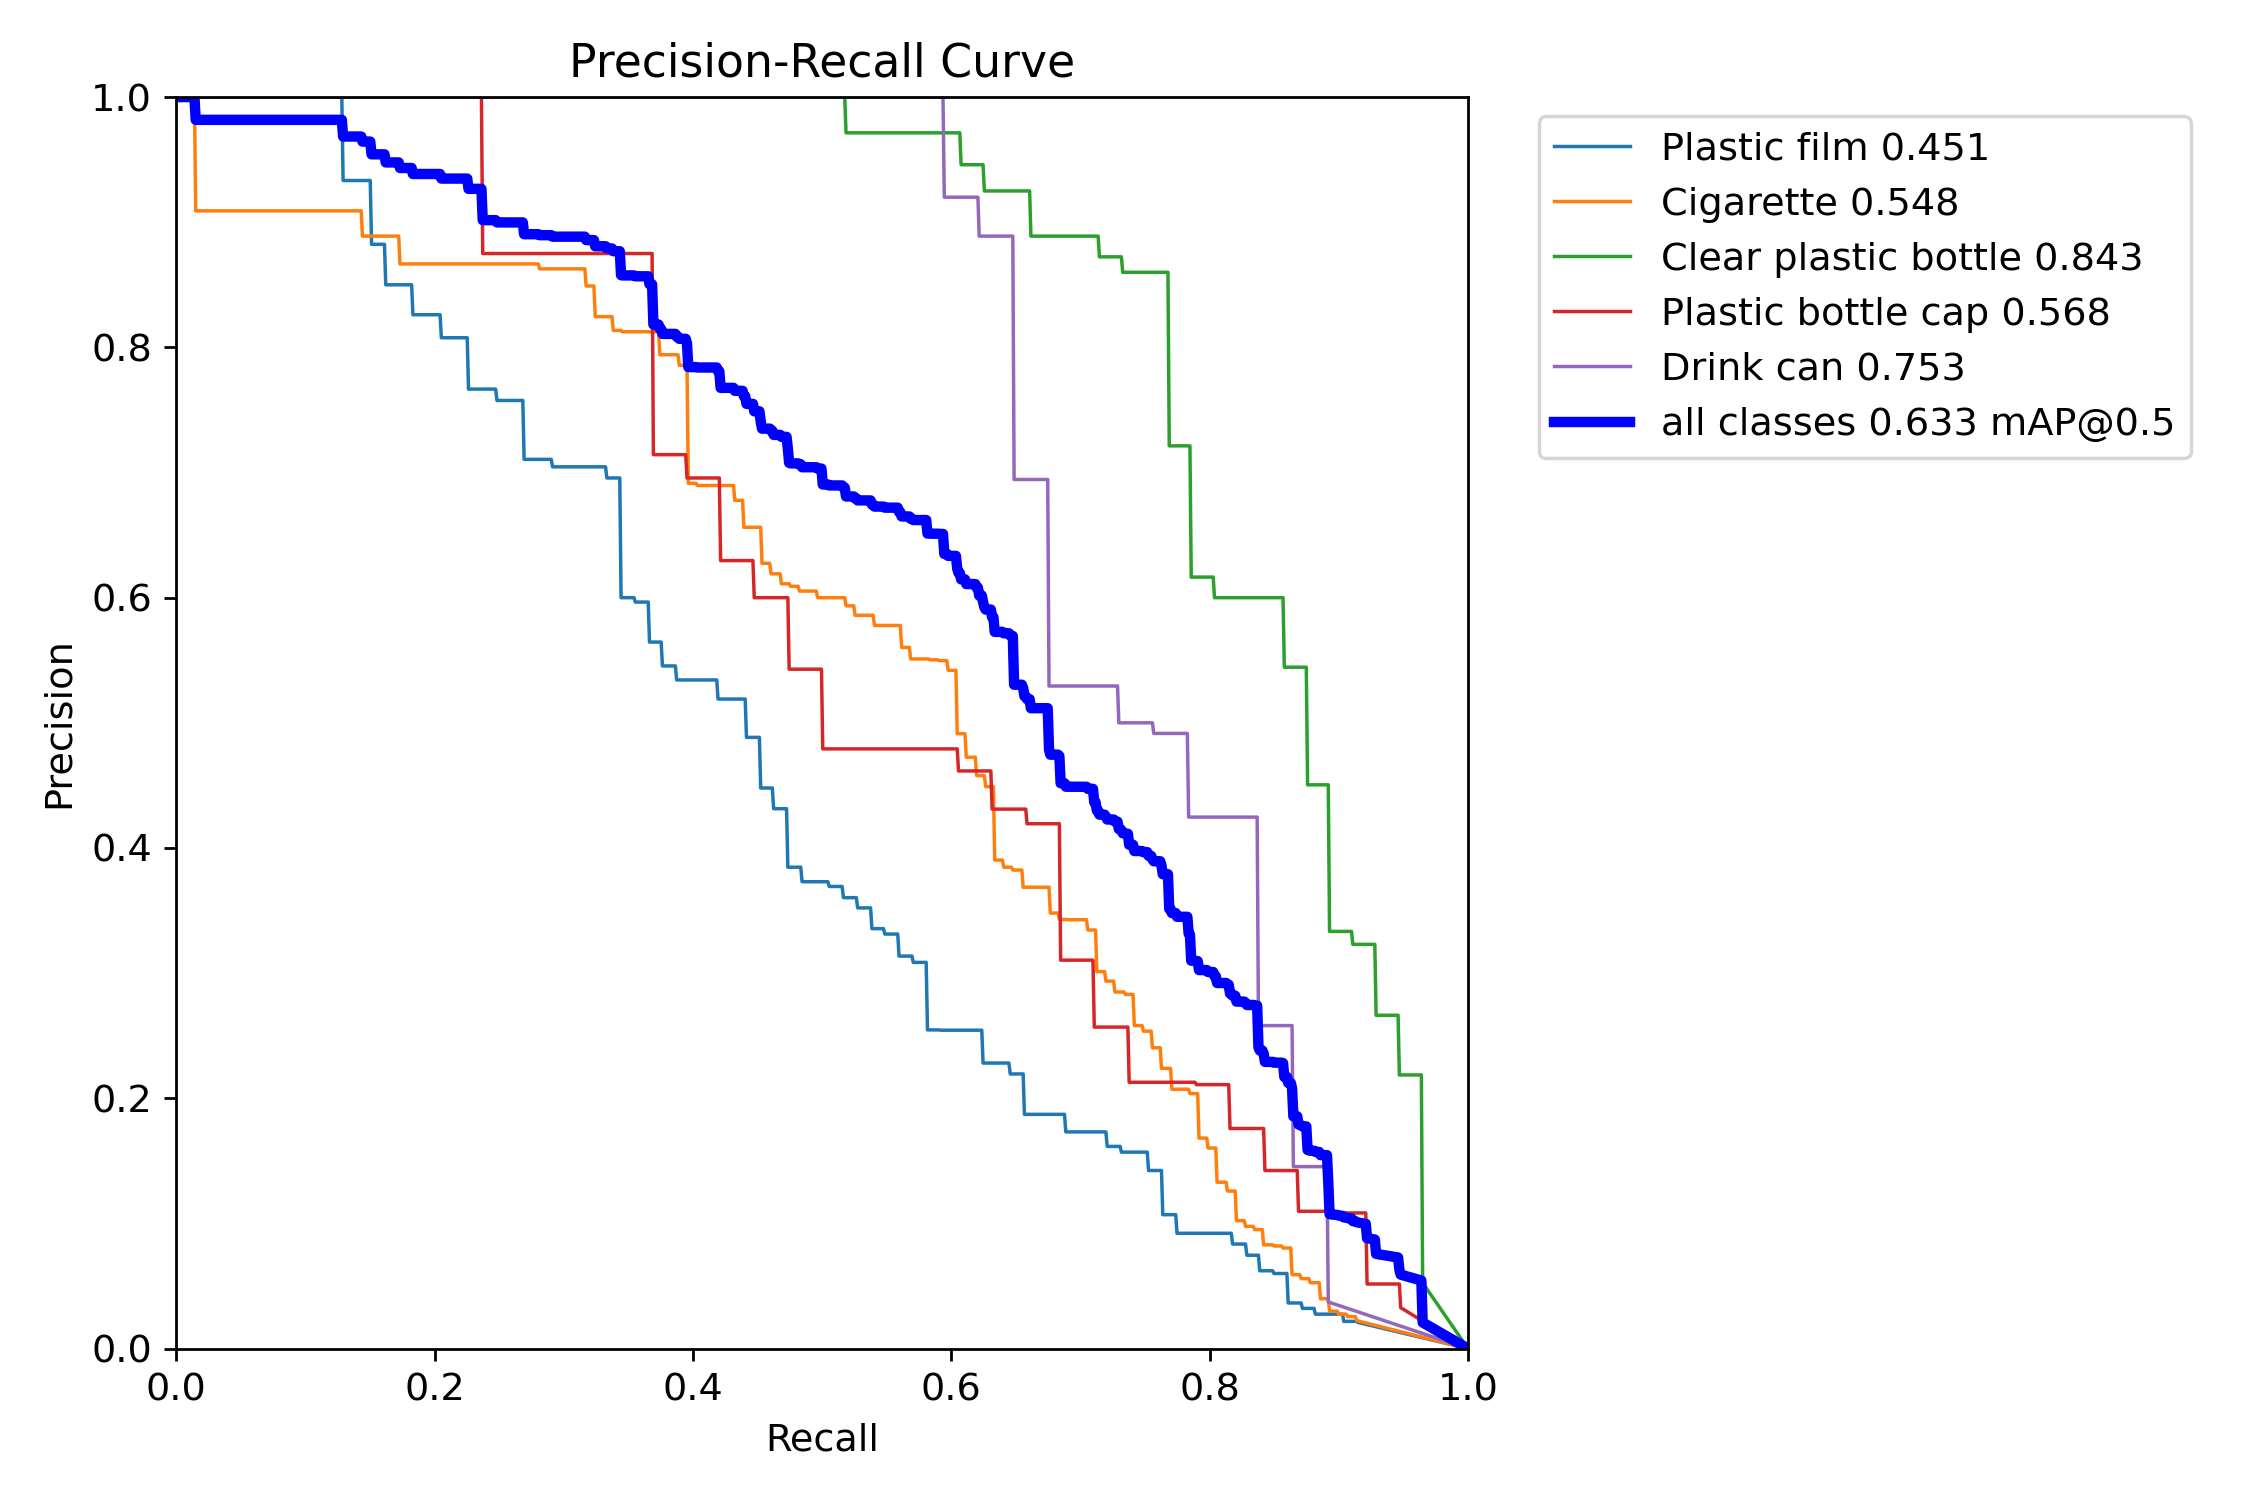 Precision-Recall Curve
1.0
0.8
0.6
0.4
0.2
0.0
Precision
0.0 0.2 0.4 0.6 0.8 1.0
Recall
Plastic film 0.451
Cigarette 0.548
Clear plastic bottle 0.843
Plastic bottle cap 0.568
Drink can 0.753
all classes 0.633 mAP@0.5